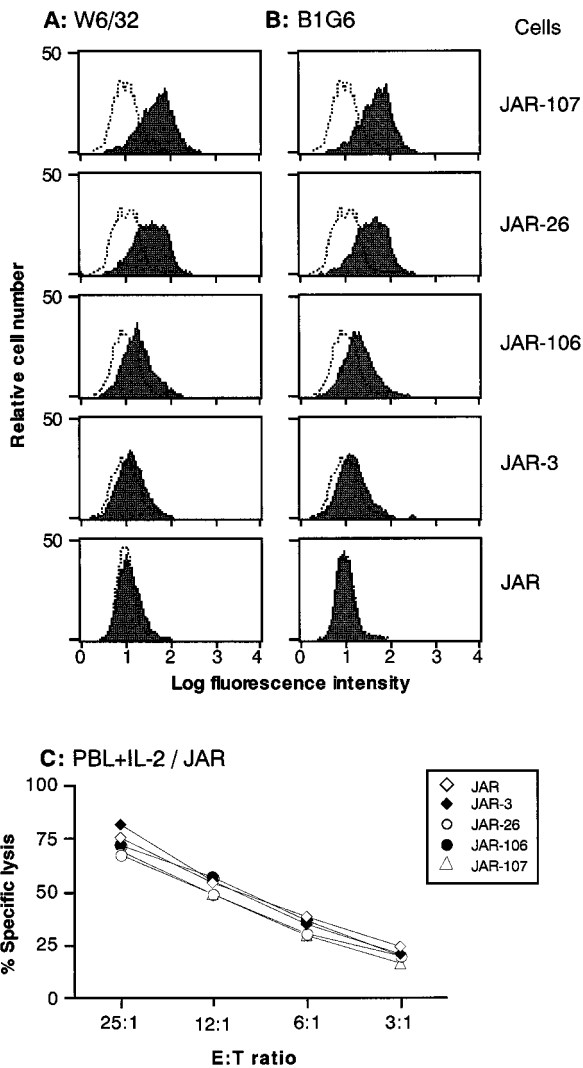 A: W6/32
B: B1G6
Cells
50
JAR-107
50
JAR-26
50
JAR-106
50
JAR-3
50
JAR
Relative cell number
0 1 2 3 4
0 1 2 3 4
Log fluorescence intensity
C: PBL+IL-2 / JAR
100
75
50
25
0
% Specific lysis
25:1 12:1 6:1 3:1
E:T ratio
JAR
JAR-3
JAR-26
JAR-106
JAR-107